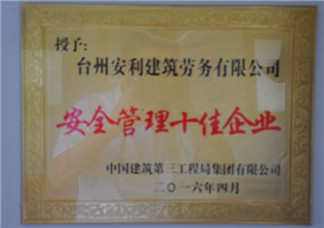 授予:
台州安利建筑劳务有限公司
安全管理十佳企业
中国建筑第三工程局集团有限公司
二〇一六年四月